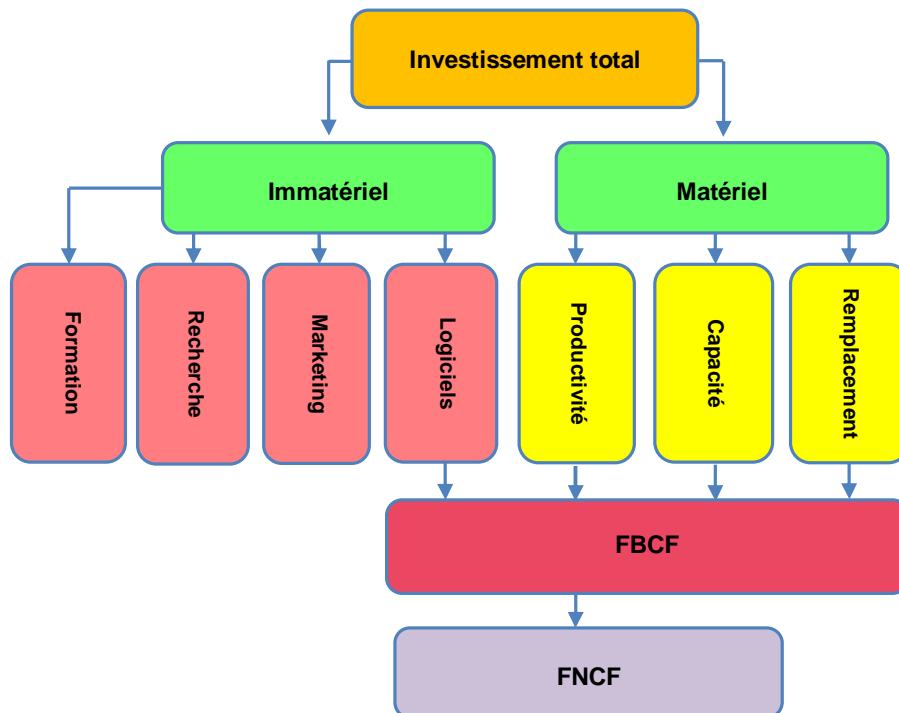 Investissement total
Immatériel
Matériel
Formation
Recherche
Marketing
Logiciels
Productivité
Capacité
Remplacement
FBCF
FNCF